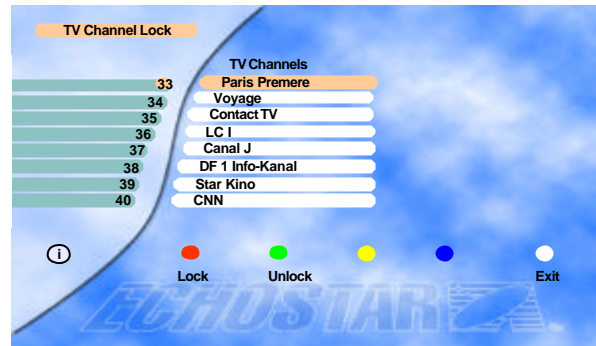 TV Channel Lock
TV Channels
33 Paris Premere
34 Voyage
35 Contact TV
36 LC I
37 Canal J
38 DF 1 Info-Kanal
39 Star Kino
40 CNN
i
Lock Unlock Exit
ECHOSTAR